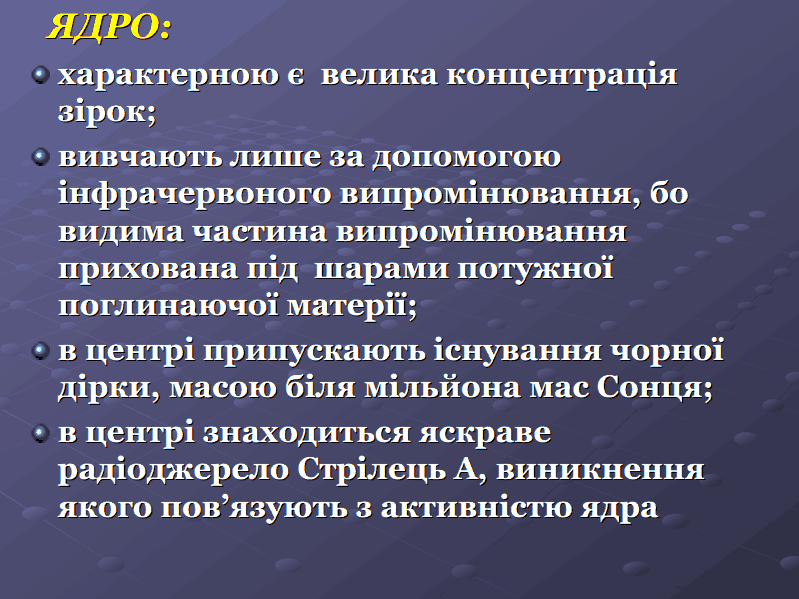 ЯДРО:
характерною є велика концентрація
зірок;
вивчають лише за допомогою
інфрачервоного випромінювання, бо
видима частина випромінювання
прихована під шарами потужної
поглинаючої матерії;
в центрі припускають існування чорної
дірки, масою біля мільйона мас Сонця;
в центрі знаходиться яскраве
радіоджерело Стрілець А, виникнення
якого пов’язують з активністю ядра